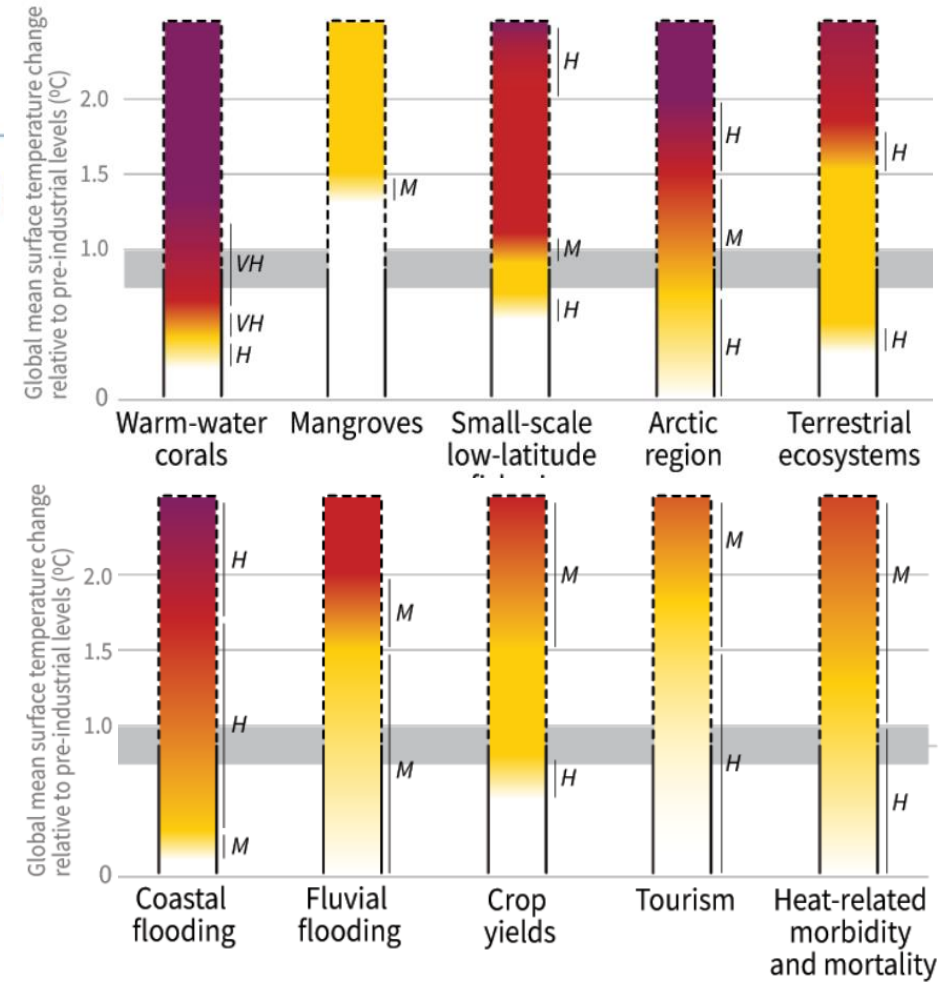 Global mean surface temperature change
relative to pre-industrial levels (ºC)
2.0
1.5
1.0
0
H
M
H
H
VH
M
M
VH
H
H
H
H
Warm-water
corals
Mangroves
Small-scale
low-latitude
Arctic
region
Terrestrial
ecosystems
Global mean surface temperature change
relative to pre-industrial levels (ºC)
2.0
1.5
1.0
0
H
M
M
M
M
H
M
H
H
H
M
Coastal
flooding
Fluvial
flooding
Crop
yields
Tourism
Heat-related
morbidity
and mortality